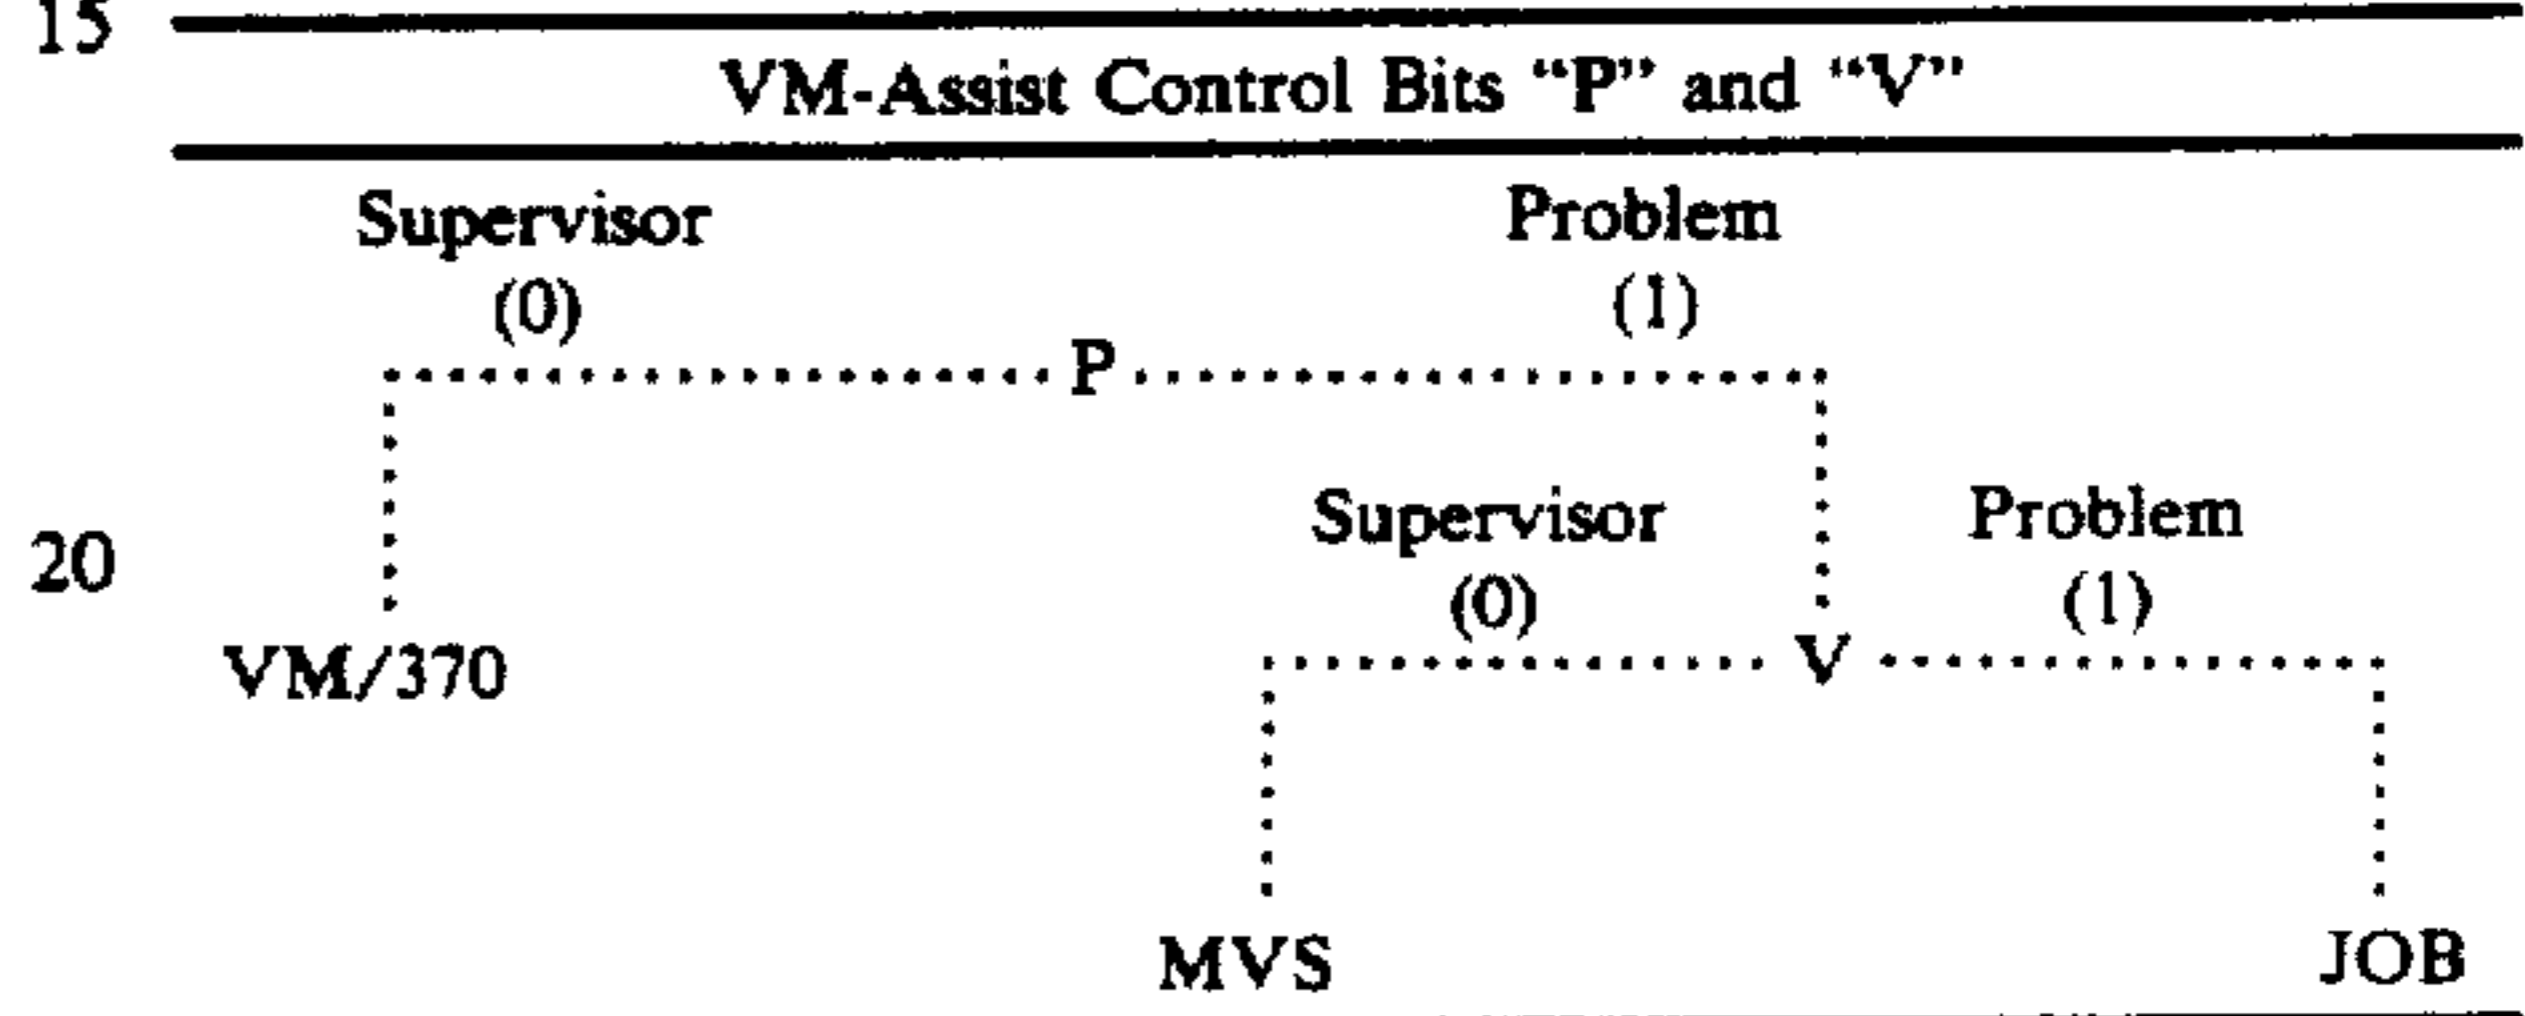 15
VM-Assist Control Bits “P” and “V”
Supervisor Problem
(0) (1)
P
Supervisor Problem
20
(0) (1)
VM/370 V
MVS JOB